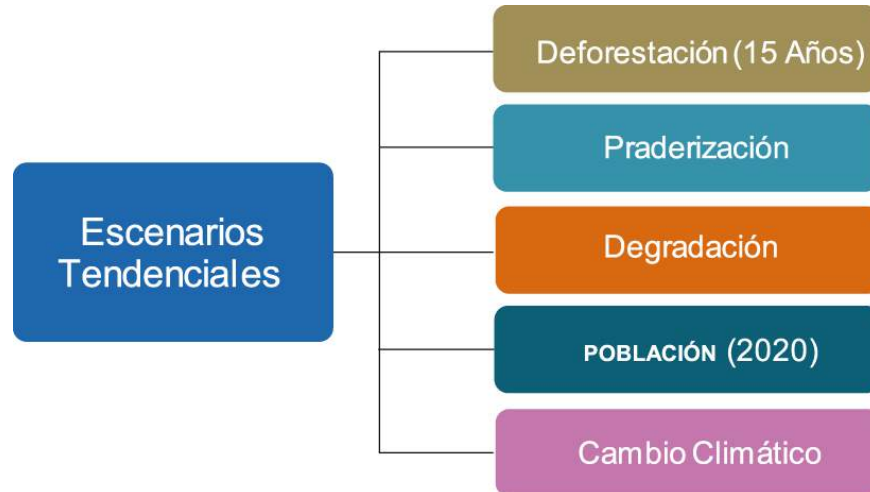 Escenarios
Tendenciales
Deforestación (15 Años)
Praderización
Degradación
POBLACIÓN (2020)
Cambio Climático